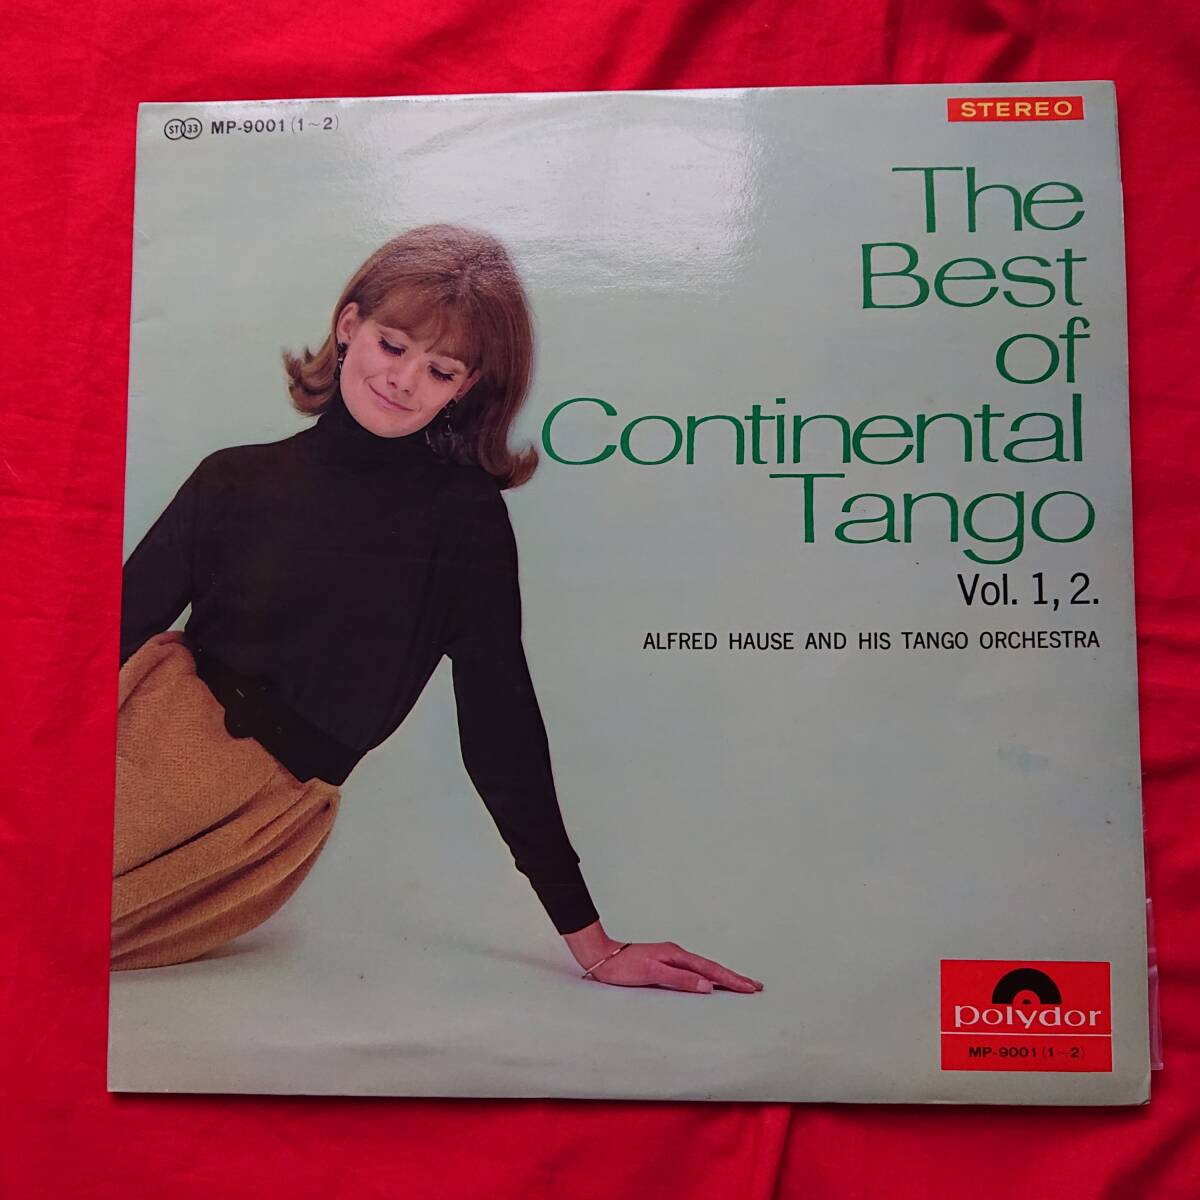 ST 33 MP-9001 (1~2)
STEREO
The
Best
of
Continental
Tango
Vol. 1, 2.
ALFRED HAUSE AND HIS TANGO ORCHESTRA
polydor
MP-9001 (1~2)